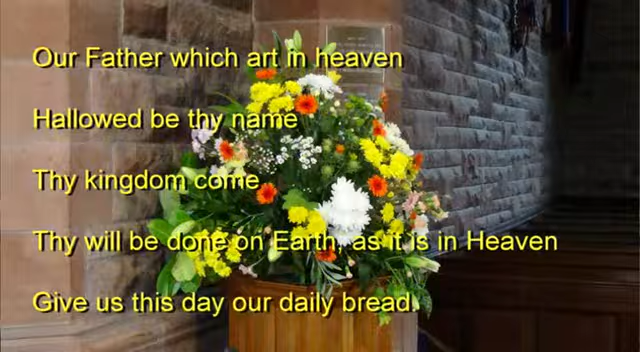 Our Father which art in heaven
Hallowed be thy name
Thy kingdom come
Thy will be done on Earth, as it is in Heaven
Give us this day our daily bread.